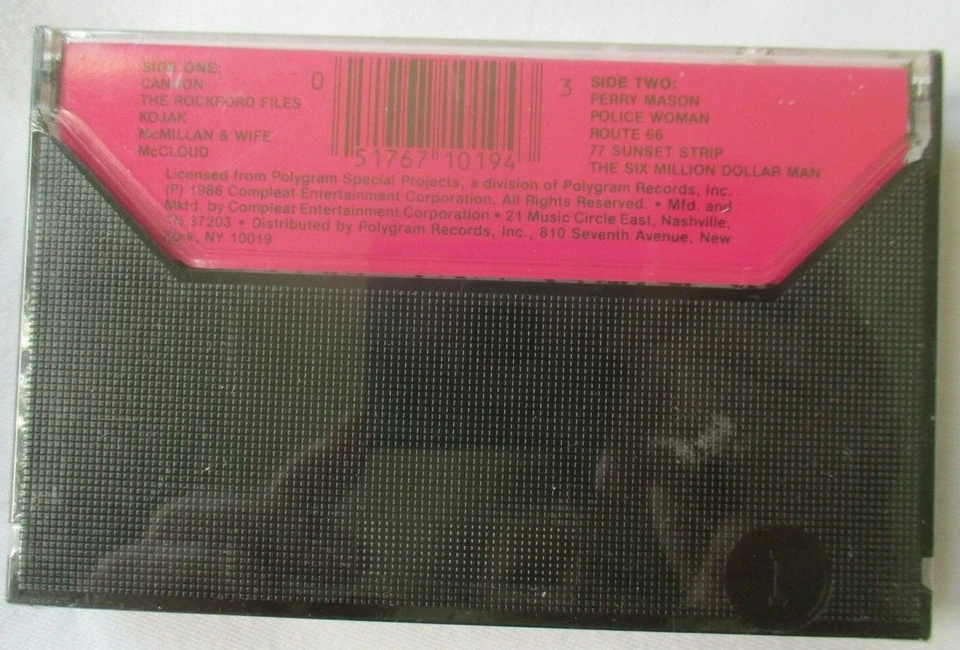 SIDE ONE:
CANNON
THE ROCKFORD FILES
KOJAK
McMILLAN & WIFE
McCLOUD
0 51767 10194 3
SIDE TWO:
PERRY MASON
POLICE WOMAN
ROUTE 66
77 SUNSET STRIP
THE SIX MILLION DOLLAR MAN
Licensed from Polygram Special Projects, a division of Polygram Records, Inc.
(P) 1986 Compleat Entertainment Corporation. All Rights Reserved. • Mfd. and
Mktd. by Compleat Entertainment Corporation • 21 Music Circle East, Nashville,
TN 37203 • Distributed by Polygram Records, Inc., 810 Seventh Avenue, New
York, NY 10019
1